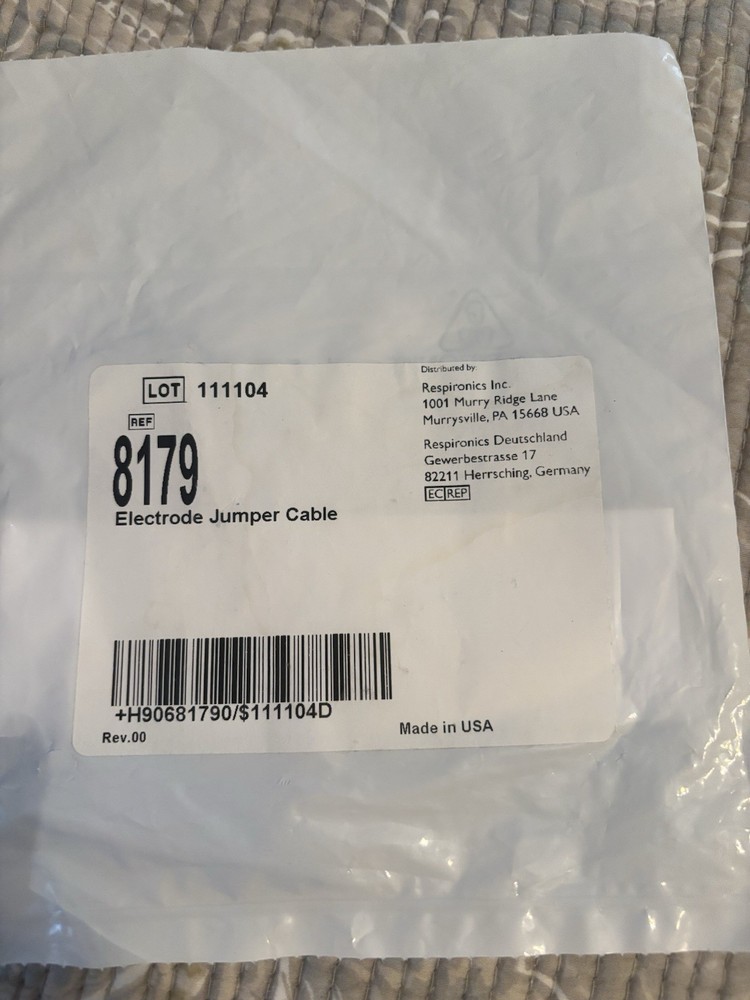 LOT 111104
REF
8179
Electrode Jumper Cable
Distributed by:
Respironics Inc.
1001 Murry Ridge Lane
Murrysville, PA 15668 USA
Respironics Deutschland
Gewerbestrasse 17
82211 Herrsching, Germany
EC REP
+H90681790/$111104D
Rev.00
Made in USA